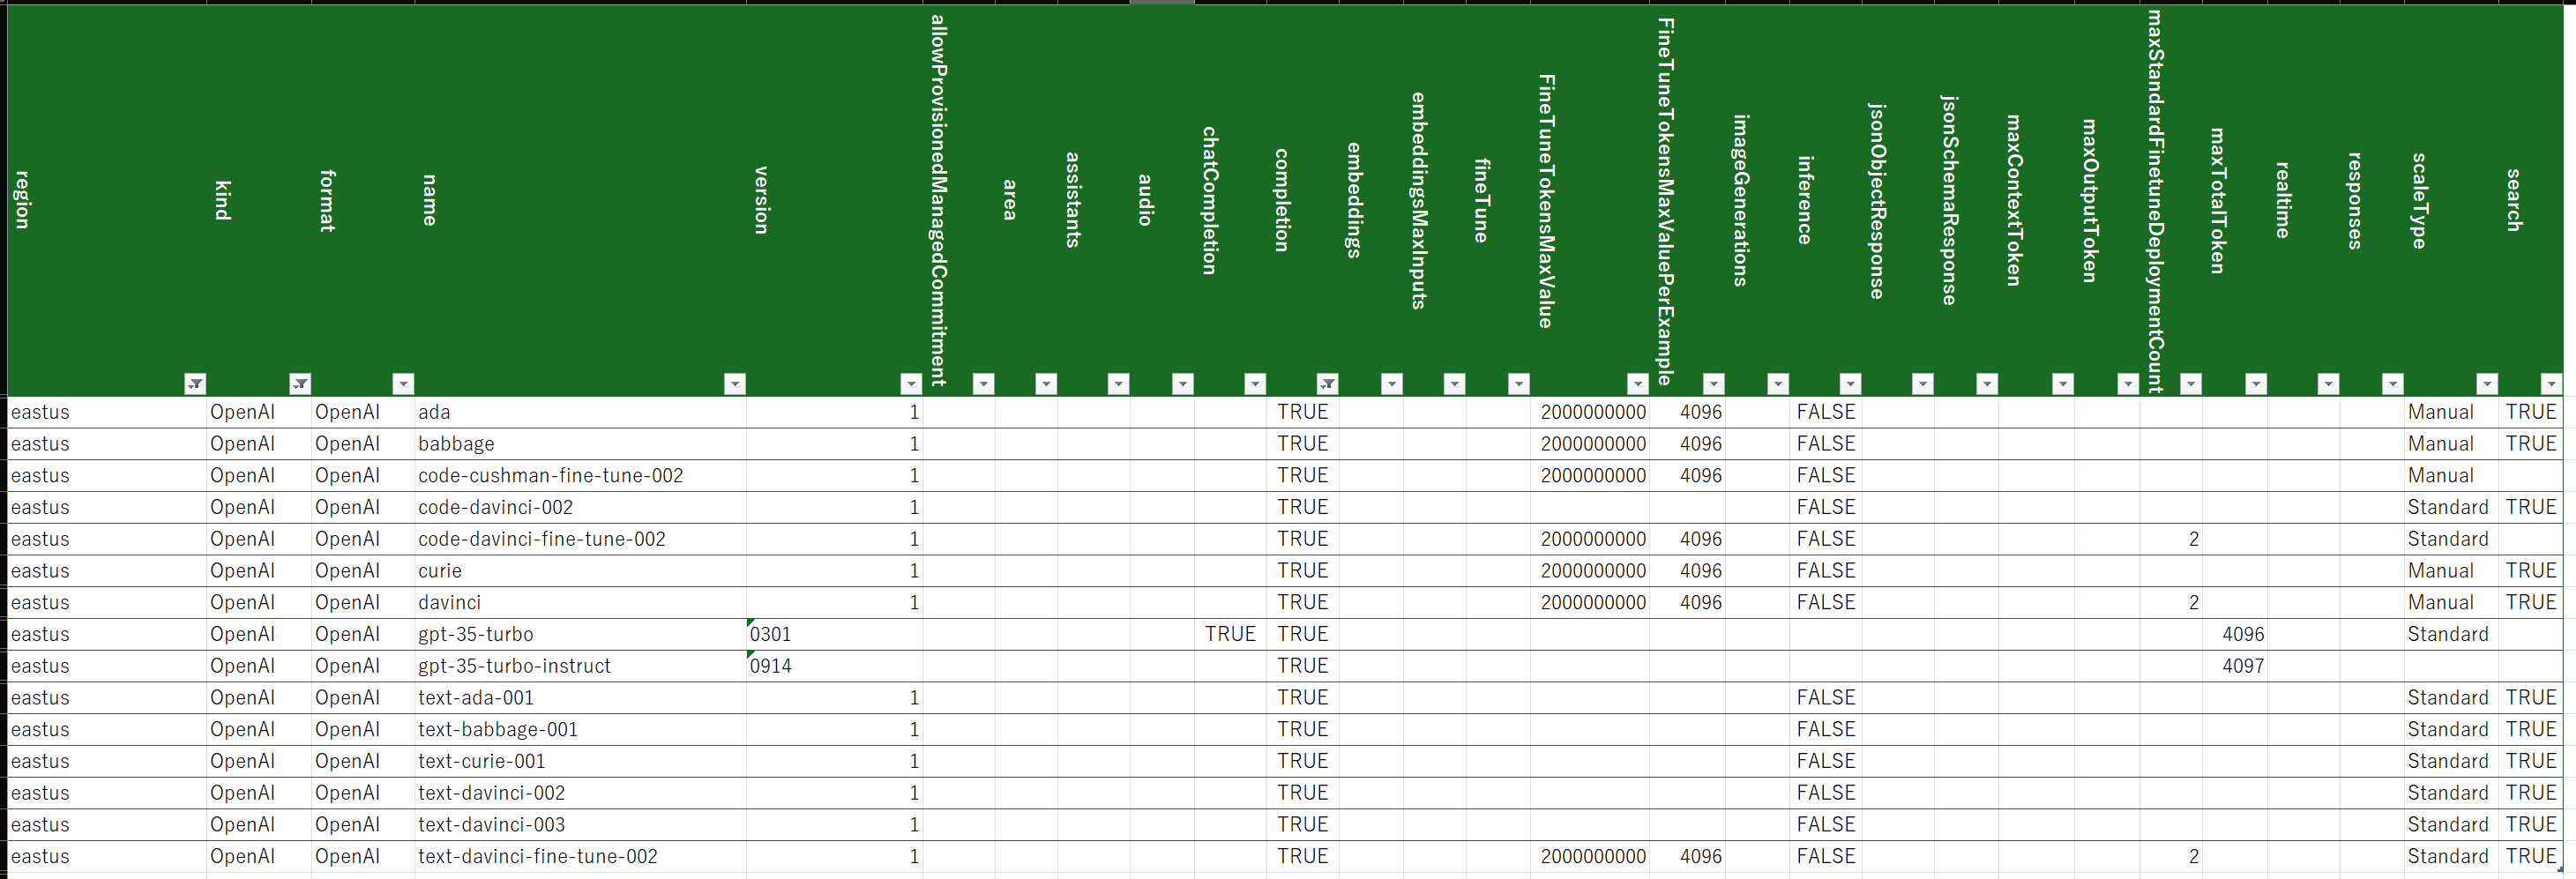 region kind format name version allowProvisionedManagedCommitment area assistants audio chatCompletion completion embeddings embeddingsMaxInputs fineTune FineTuneTokensMaxValue FineTuneTokensMaxValuePerExample imageGenerations inference jsonObjectResponse jsonSchemaResponse maxContextToken maxOutputToken maxStandardFinetuneDeploymentCount maxTotalToken realtime responses scaleType search
eastus OpenAI OpenAI ada 1 TRUE 2000000000 4096 FALSE Manual TRUE
eastus OpenAI OpenAI babbage 1 TRUE 2000000000 4096 FALSE Manual TRUE
eastus OpenAI OpenAI code-cushman-fine-tune-002 1 TRUE 2000000000 4096 FALSE Manual
eastus OpenAI OpenAI code-davinci-002 1 TRUE FALSE Standard TRUE
eastus OpenAI OpenAI code-davinci-fine-tune-002 1 TRUE 2000000000 4096 FALSE 2 Standard
eastus OpenAI OpenAI curie 1 TRUE 2000000000 4096 FALSE Manual TRUE
eastus OpenAI OpenAI davinci 1 TRUE 2000000000 4096 FALSE 2 Manual TRUE
eastus OpenAI OpenAI gpt-35-turbo 0301 TRUE TRUE 4096 Standard
eastus OpenAI OpenAI gpt-35-turbo-instruct 0914 TRUE 4097
eastus OpenAI OpenAI text-ada-001 1 TRUE FALSE Standard TRUE
eastus OpenAI OpenAI text-babbage-001 1 TRUE FALSE Standard TRUE
eastus OpenAI OpenAI text-curie-001 1 TRUE FALSE Standard TRUE
eastus OpenAI OpenAI text-davinci-002 1 TRUE FALSE Standard TRUE
eastus OpenAI OpenAI text-davinci-003 1 TRUE FALSE Standard TRUE
eastus OpenAI OpenAI text-davinci-fine-tune-002 1 TRUE 2000000000 4096 FALSE 2 Standard TRUE